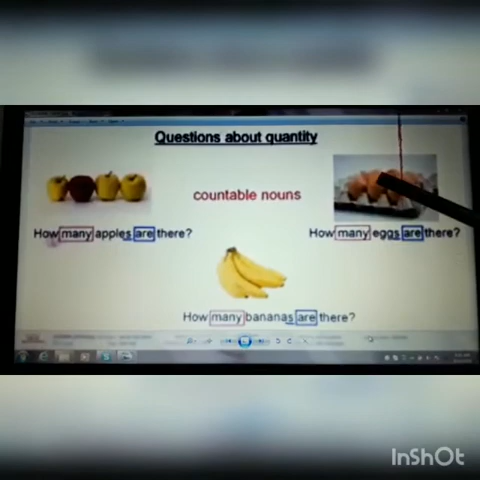 Questions about quantity
countable nouns
How many apples are there?
How many eggs are there?
How many bananas are there?
InShOt